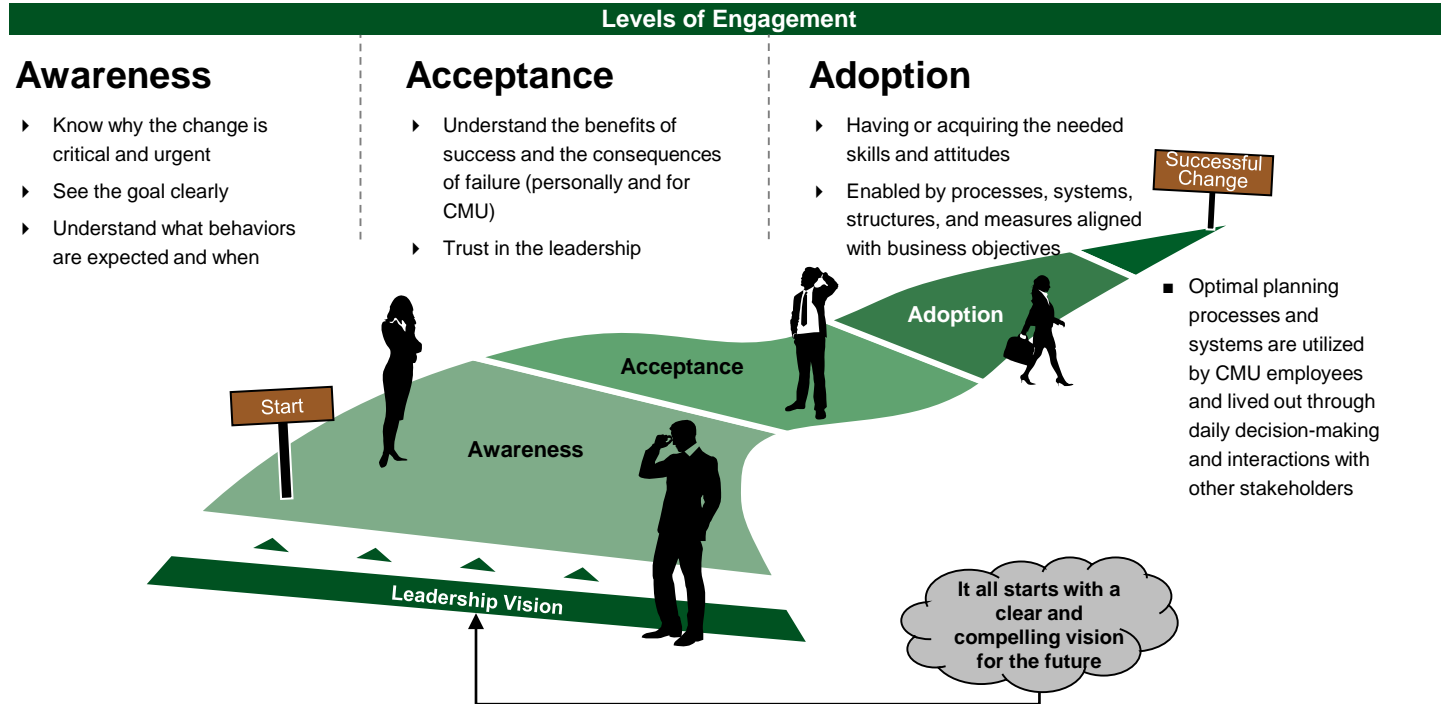 Levels of Engagement
Awareness
Know why the change is
critical and urgent
See the goal clearly
Understand what behaviors
are expected and when
Acceptance
Understand the benefits of
success and the consequences
of failure (personally and for
CMU)
Trust in the leadership
Adoption
Having or acquiring the needed
skills and attitudes
Enabled by processes, systems,
structures, and measures aligned
with business objectives
Successful
Change
Optimal planning
processes and
systems are utilized
by CMU employees
and lived out through
daily decision-making
and interactions with
other stakeholders
Adoption
Acceptance
Start
Awareness
Leadership Vision
It all starts with a
clear and
compelling vision
for the future